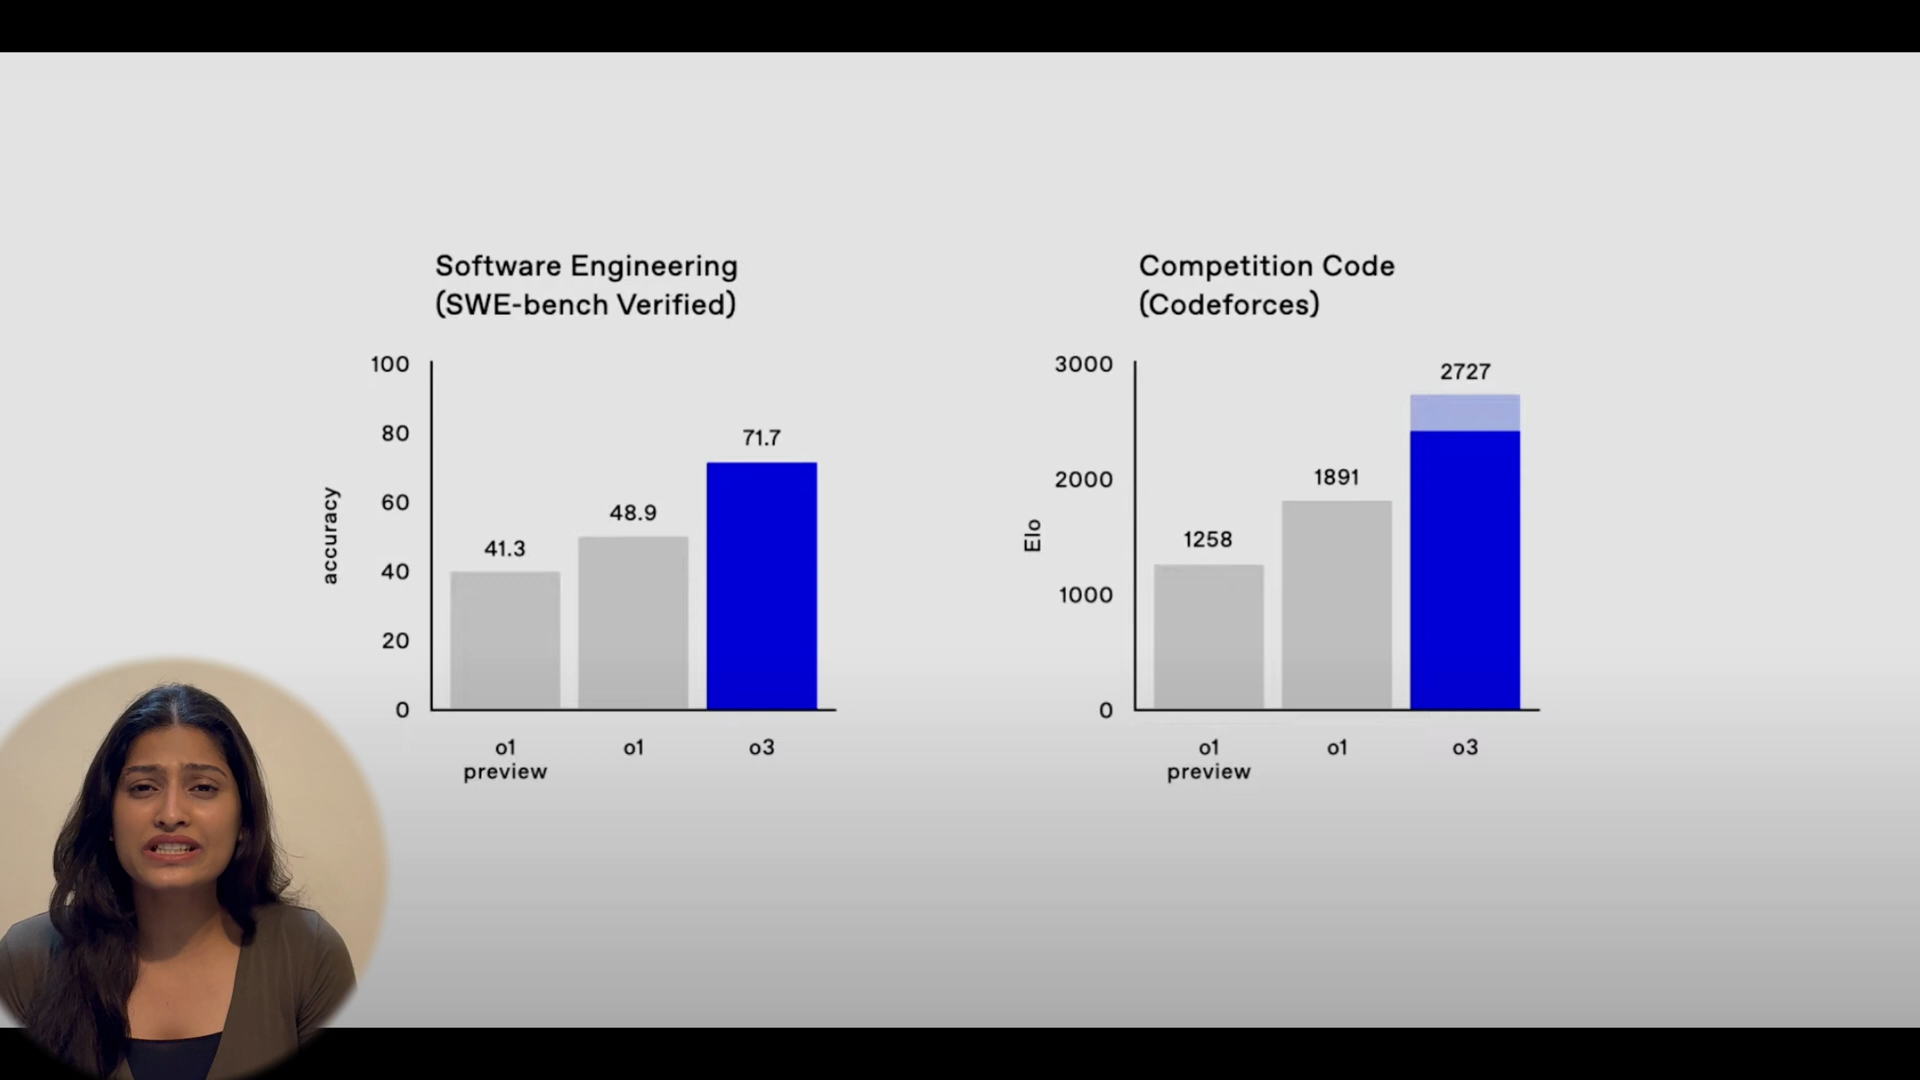 Software Engineering
(SWE-bench Verified)
100
80
60
40
20
0
accuracy
41.3
48.9
71.7
o1
preview
o1
o3
Competition Code
(Codeforces)
3000
2000
1000
0
Elo
1258
1891
2727
o1
preview
o1
o3